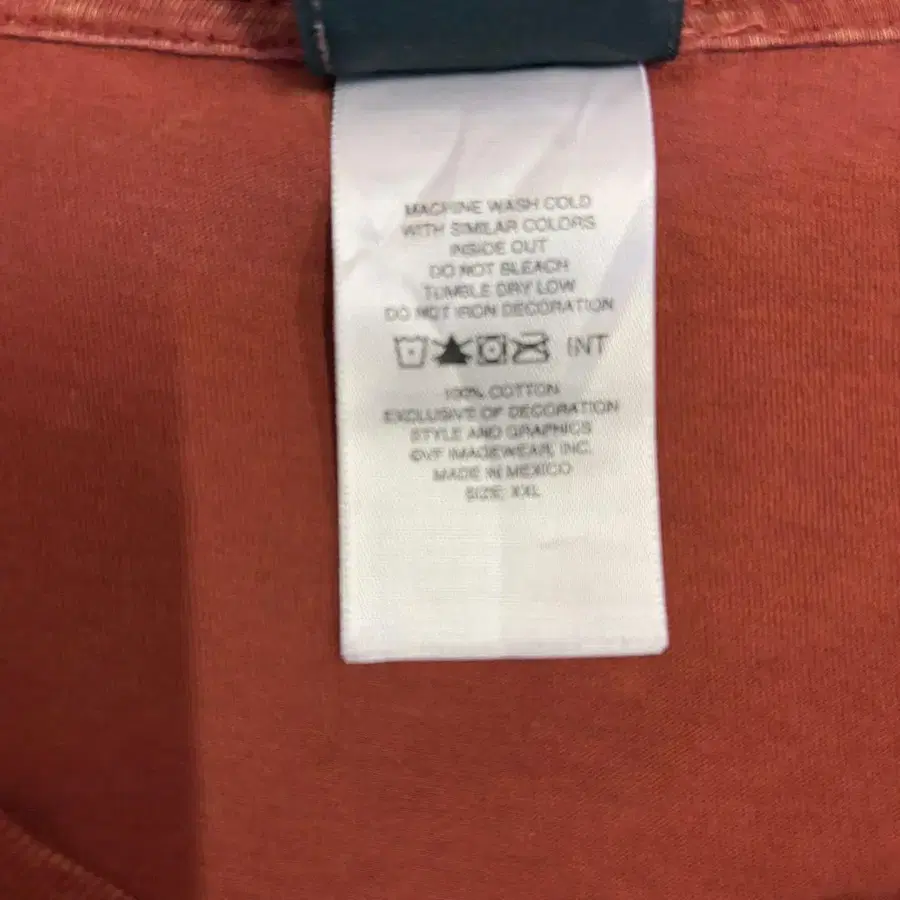 MACHINE WASH COLD
WITH SIMILAR COLORS
INSIDE OUT
DO NOT BLEACH
TUMBLE DRY LOW
DO NOT IRON DECORATION
INT
100% COTTON
EXCLUSIVE OF DECORATION
STYLE AND GRAPHICS
©VF IMAGEWEAR, INC.
MADE IN MEXICO
SIZE: XXL